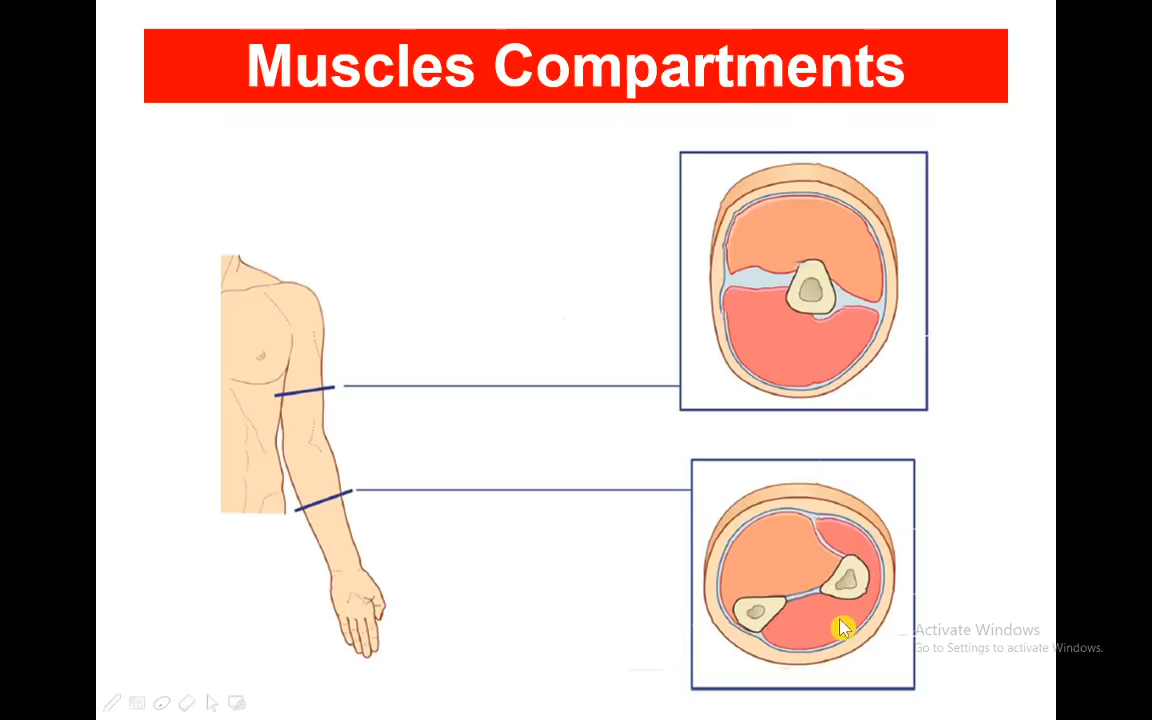 Muscles Compartments
Activate Windows
Go to Settings to activate Windows.